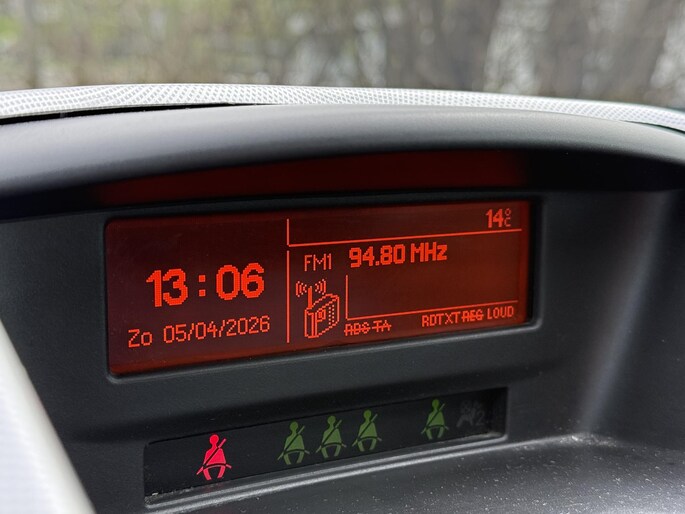 14°C
FM1 94.80 MHz
13:06
Zo 05/04/2026
RDS TA RDTXT REG LOUD